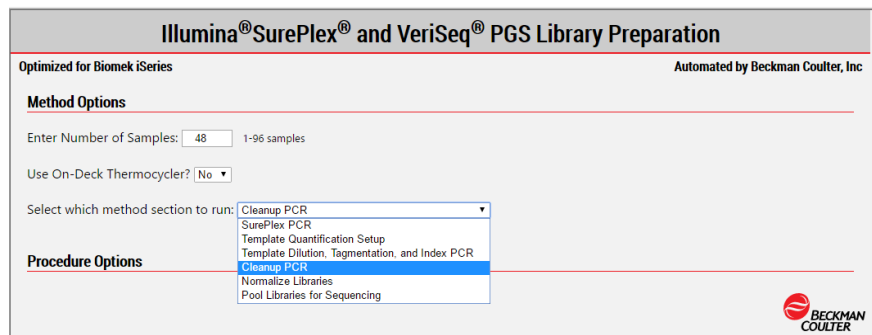 Illumina®SurePlex® and VeriSeq® PGS Library Preparation
Optimized for Biomek iSeries
Automated by Beckman Coulter, Inc
Method Options
Enter Number of Samples: 48 1-96 samples
Use On-Deck Thermocycler? No
Select which method section to run: Cleanup PCR
SurePlex PCR
Template Quantification Setup
Template Dilution, Tagmentation, and Index PCR
Cleanup PCR
Normalize Libraries
Pool Libraries for Sequencing
Procedure Options
BECKMAN
COULTER